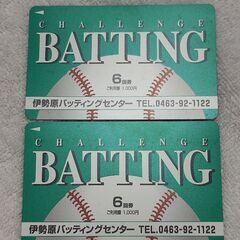 CHALLENGE
BATTING
6回券
ご利用額 1,000円
伊勢原バッティングセンター TEL.0463-92-1122
CHALLENGE
BATTING
6回券
ご利用額 1,000円
伊勢原バッティングセンター TEL.0463-92-1122